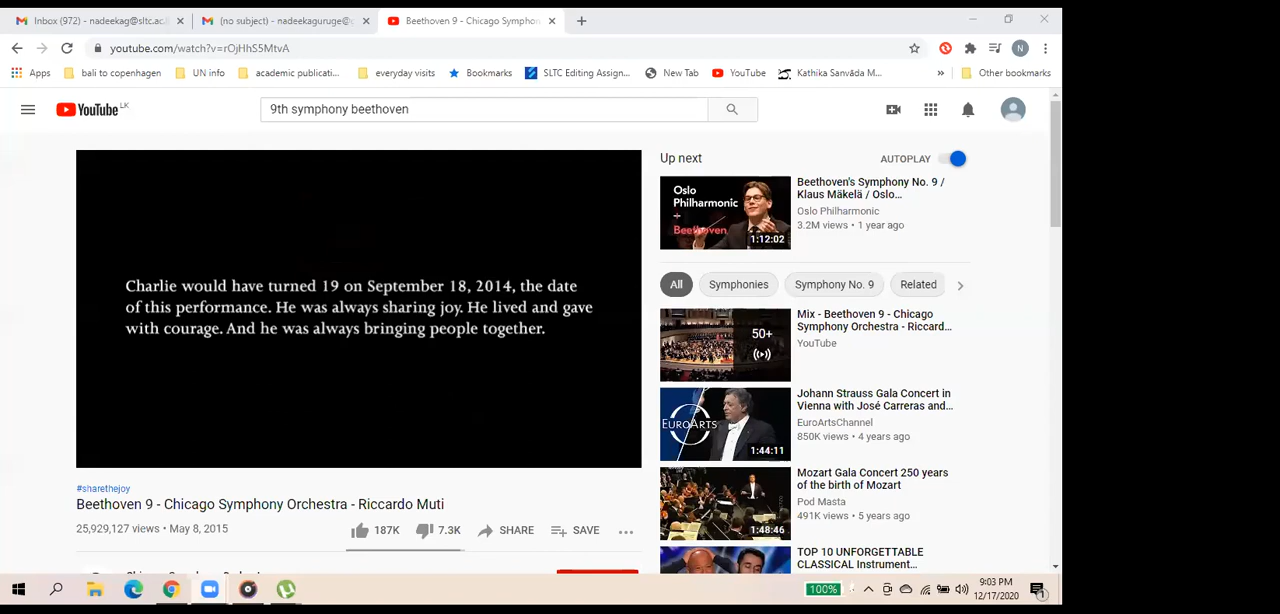 Inbox (972) - nadeekag@sltc.ac.l
(no subject) - nadeekaguruge@g
Beethoven 9 - Chicago Symphon
youtube.com/watch?v=rOjHhS5MtvA
N
Apps
bali to copenhagen
UN info
academic publicati...
everyday visits
Bookmarks
SLTC Editing Assign...
New Tab
YouTube
Kathika Sanvāda M...
»
Other bookmarks
YouTube LK
9th symphony beethoven
Charlie would have turned 19 on September 18, 2014, the date
of this performance. He was always sharing joy. He lived and gave
with courage. And he was always bringing people together.
#sharethejoy
Beethoven 9 - Chicago Symphony Orchestra - Riccardo Muti
25,929,127 views • May 8, 2015
187K
7.3K
SHARE
SAVE
Up next
AUTOPLAY
Oslo
Philharmonic
+
Beethoven
1:12:02
Beethoven's Symphony No. 9 /
Klaus Mäkelä / Oslo...
Oslo Philharmonic
3.2M views • 1 year ago
All
Symphonies
Symphony No. 9
Related
50+
Mix - Beethoven 9 - Chicago
Symphony Orchestra - Riccard...
YouTube
EUROARTS
1:44:11
Johann Strauss Gala Concert in
Vienna with José Carreras and...
EuroArtsChannel
850K views • 4 years ago
1:48:46
Mozart Gala Concert 250 years
of the birth of Mozart
Pod Masta
491K views • 5 years ago
TOP 10 UNFORGETTABLE
CLASSICAL Instrument...
100%
9:03 PM
12/17/2020
1